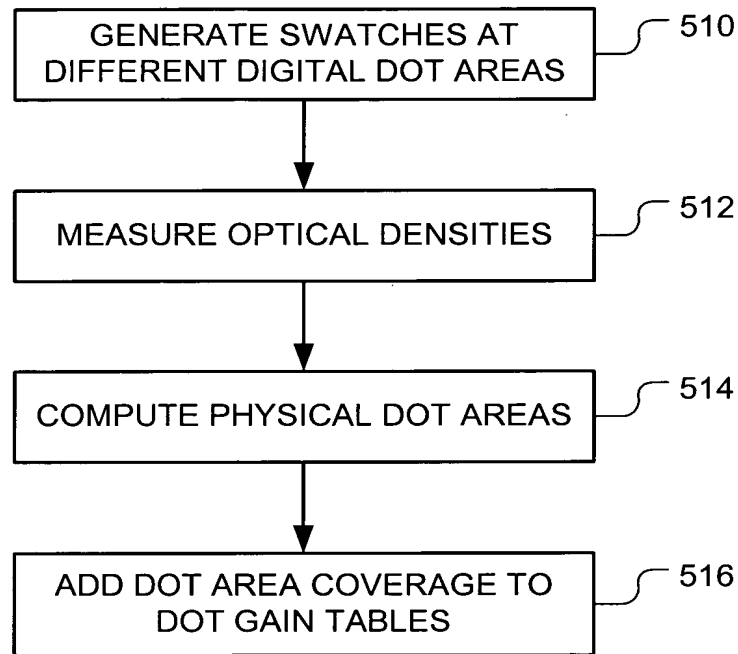 GENERATE SWATCHES AT
DIFFERENT DIGITAL DOT AREAS
510
MEASURE OPTICAL DENSITIES
512
COMPUTE PHYSICAL DOT AREAS
514
ADD DOT AREA COVERAGE TO
DOT GAIN TABLES
516